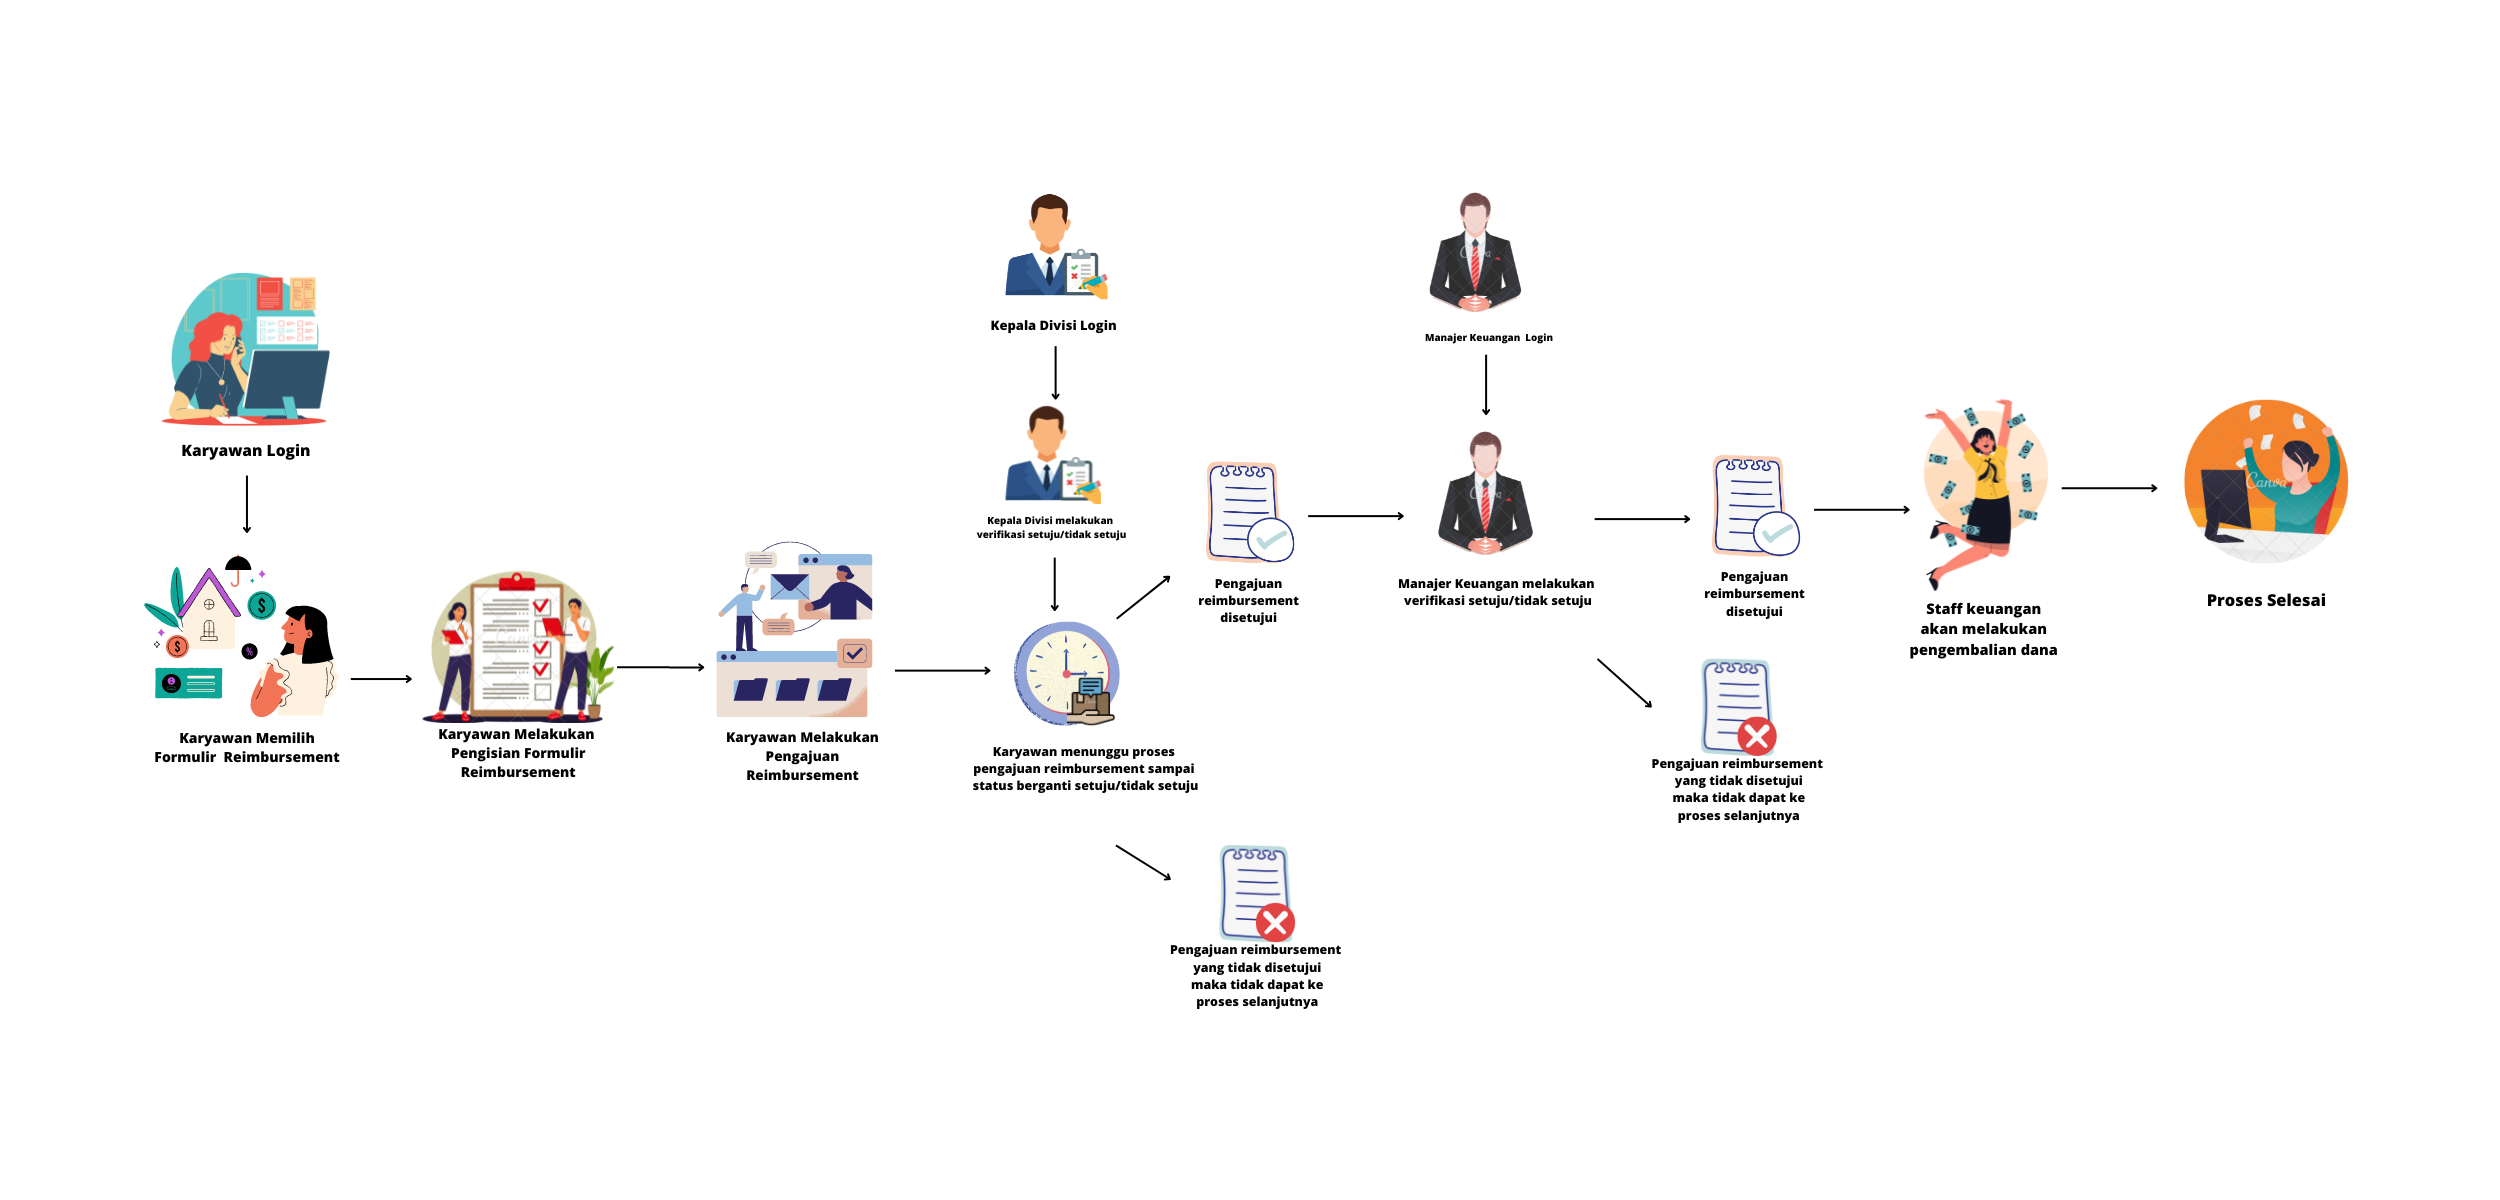 Karyawan Login
Karyawan Memilih
Formulir Reimbursement
Karyawan Melakukan
Pengisian Formulir
Reimbursement
Karyawan Melakukan
Pengajuan
Reimbursement
Kepala Divisi Login
Kepala Divisi melakukan
verifikasi setuju/tidak setuju
Karyawan menunggu proses
pengajuan reimbursement sampai
status berganti setuju/tidak setuju
Pengajuan
reimbursement
disetujui
Pengajuan reimbursement
yang tidak disetujui
maka tidak dapat ke
proses selanjutnya
Manajer Keuangan Login
Manajer Keuangan melakukan
verifikasi setuju/tidak setuju
Pengajuan
reimbursement
disetujui
Pengajuan reimbursement
yang tidak disetujui
maka tidak dapat ke
proses selanjutnya
Staff keuangan
akan melakukan
pengembalian dana
Canva
Proses Selesai